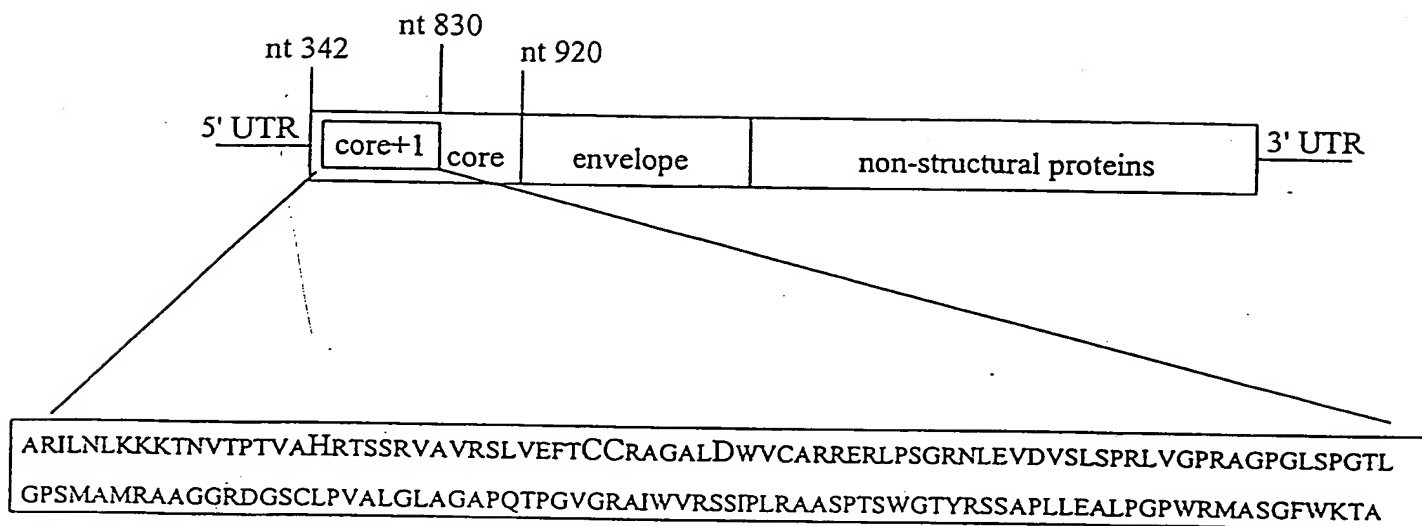 nt 342
nt 830
nt 920
5' UTR
core+1
core
envelope
non-structural proteins
3' UTR
ARILNLKKKTNVTPTVAHRTSSRVAVRSLVEFTCCRAGALDWVCARRERLPSGRNLEVDVSLSPRLVGPRAGPGLSPGTL
GPSMAMRAAGGRDGSCLPVALGLAGAPQTPGVGRAIWVRSSIPLRAASPTSWGTYRSSAPLLEALPGPWRMASGFWKTA